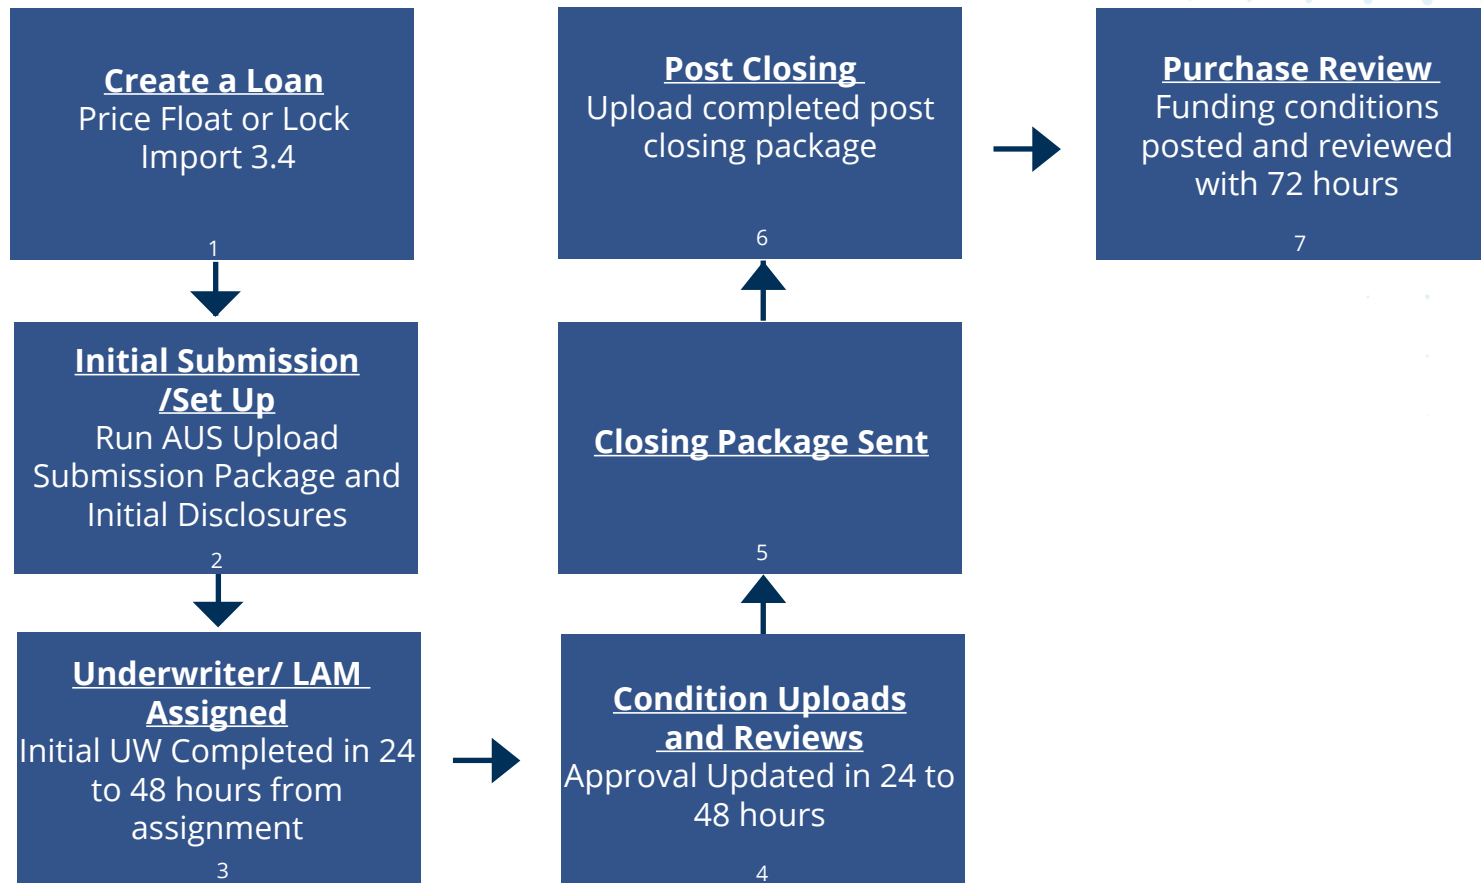 Create a Loan
Price Float or Lock
Import 3.4
1
Initial Submission
/Set Up
Run AUS Upload
Submission Package and
Initial Disclosures
2
Underwriter/ LAM
Assigned
Initial UW Completed in 24
to 48 hours from
assignment
3
Condition Uploads
and Reviews
Approval Updated in 24 to
48 hours
4
Closing Package Sent
5
Post Closing
Upload completed post
closing package
6
Purchase Review
Funding conditions
posted and reviewed
with 72 hours
7